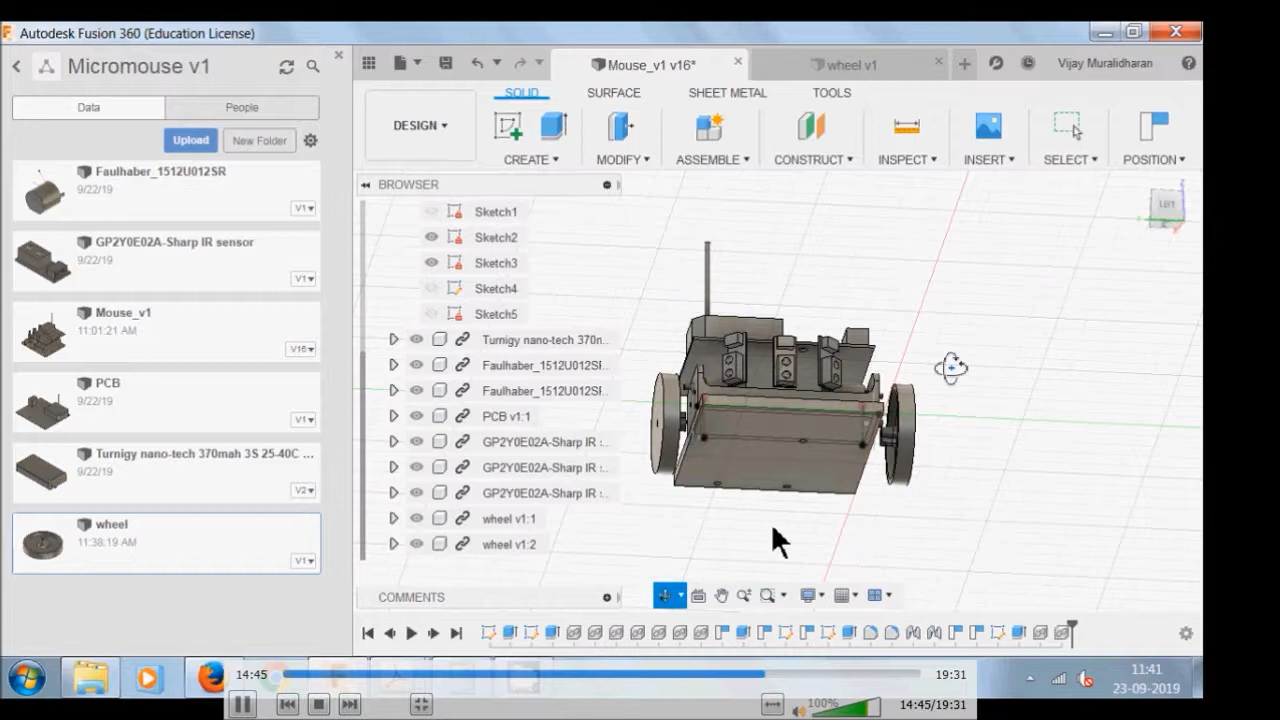 Autodesk Fusion 360 (Education License)
Micromouse v1
Mouse_v1 v16*
wheel v1
Vijay Muralidharan
Data
People
SOLID
SURFACE
SHEET METAL
TOOLS
Upload
New Folder
DESIGN
CREATE
MODIFY
ASSEMBLE
CONSTRUCT
INSPECT
INSERT
SELECT
POSITION
Faulhaber_1512U012SR
9/22/19
V1
GP2Y0E02A-Sharp IR sensor
9/22/19
V1
Mouse_v1
11:01:21 AM
V16
PCB
9/22/19
V1
Turnigy nano-tech 370mah 3S 25-40C ...
9/22/19
V2
wheel
11:38:19 AM
V1
BROWSER
Sketch1
Sketch2
Sketch3
Sketch4
Sketch5
Turnigy nano-tech 370n...
Faulhaber_1512U012SF...
Faulhaber_1512U012SF...
PCB v1:1
GP2Y0E02A-Sharp IR s...
GP2Y0E02A-Sharp IR s...
GP2Y0E02A-Sharp IR s...
wheel v1:1
wheel v1:2
COMMENTS
LEFT
Z
14:45
19:31
100%
14:45/19:31
11:41
23-09-2019